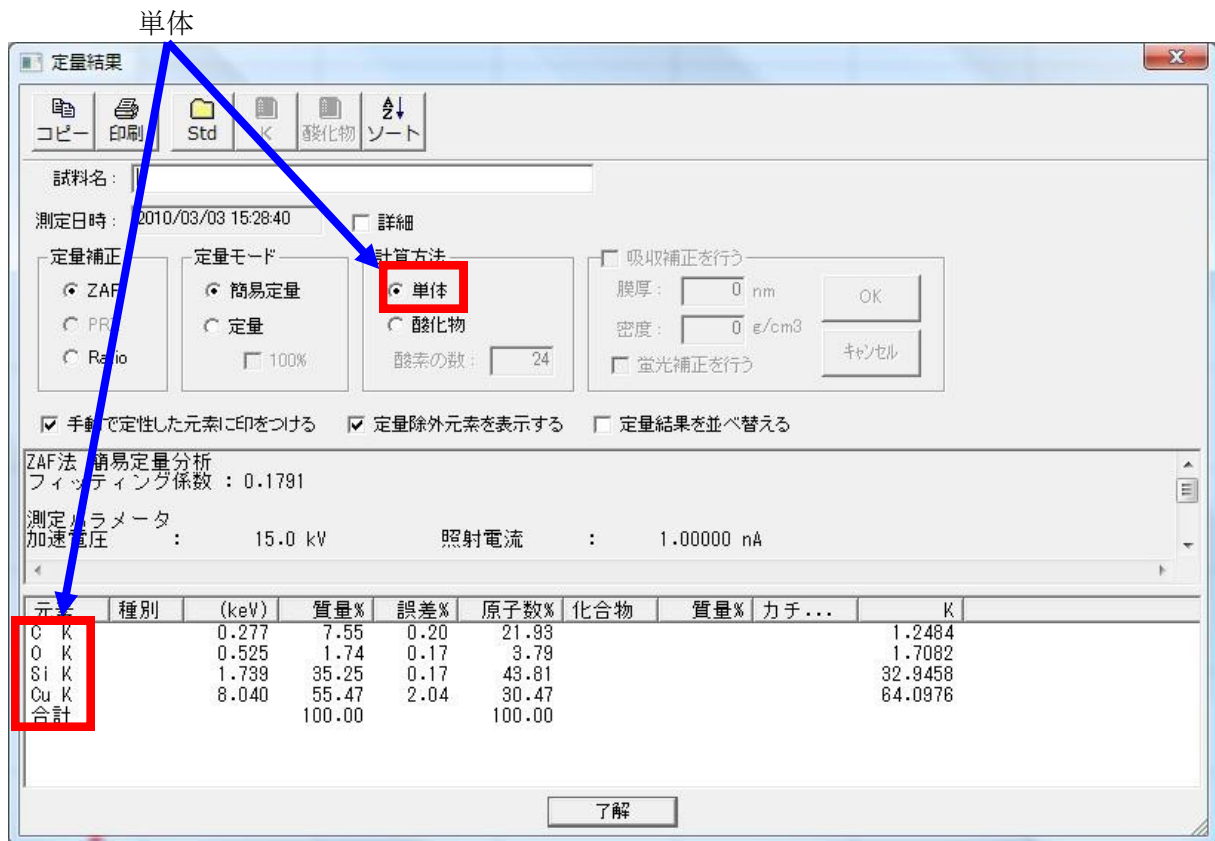 単体
定量結果
コピー 印刷 Std K 酸化物 ソート
試料名:
測定日時: 2010/03/03 15:28:40 詳細
定量補正 定量モード 計算方法 吸収補正を行う
ZAF 簡易定量 単体 膜厚: 0 nm OK
定量 酸化物 密度: 0 g/cm3
Ratio 100% 酸素の数: 24 蛍光補正を行う キャンセル
手動で定性した元素に印をつける 定量除外元素を表示する 定量結果を並べ替える
ZAF法 簡易定量分析
フィッティング係数 : 0.1791
測定パラメータ
加速電圧 : 15.0 kV 照射電流 : 1.00000 nA
元素 種別 (keV) 質量% 誤差% 原子数% 化合物 質量% カチ... K
C K 0.277 7.55 0.20 21.93 1.2484
O K 0.525 1.74 0.17 3.79 1.7082
Si K 1.739 35.25 0.17 43.81 32.9458
Cu K 8.040 55.47 2.04 30.47 64.0976
合計 100.00 100.00
了解